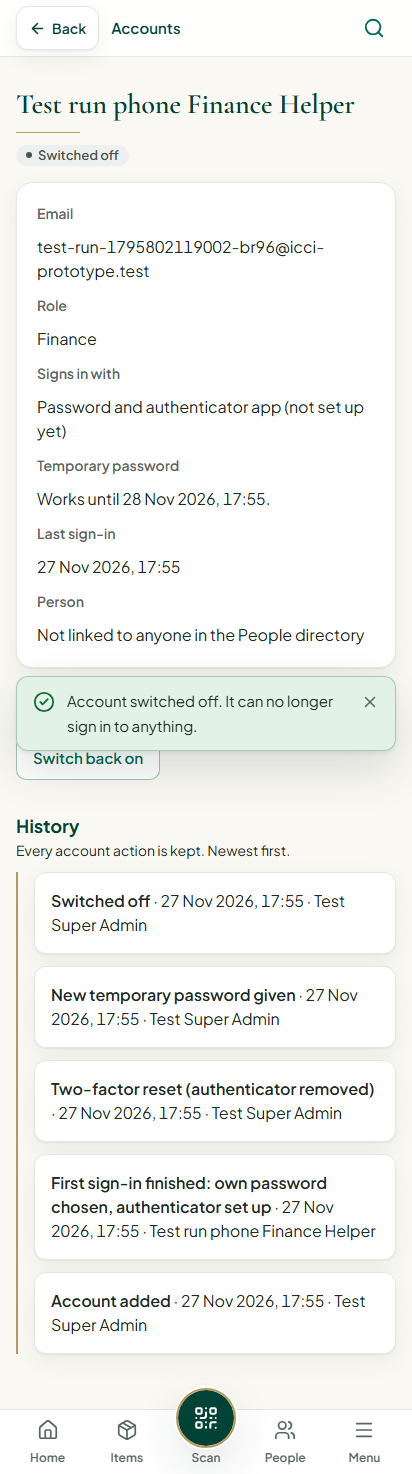 Back
Accounts
Test run phone Finance Helper
Switched off
Email
test-run-1795802119002-br96@icci-
prototype.test
Role
Finance
Signs in with
Password and authenticator app (not set up
yet)
Temporary password
Works until 28 Nov 2026, 17:55.
Last sign-in
27 Nov 2026, 17:55
Person
Not linked to anyone in the People directory
Account switched off. It can no longer
sign in to anything.
Switch back on
History
Every account action is kept. Newest first.
Switched off · 27 Nov 2026, 17:55 · Test
Super Admin
New temporary password given · 27 Nov
2026, 17:55 · Test Super Admin
Two-factor reset (authenticator removed)
· 27 Nov 2026, 17:55 · Test Super Admin
First sign-in finished: own password
chosen, authenticator set up · 27 Nov
2026, 17:55 · Test run phone Finance Helper
Account added · 27 Nov 2026, 17:55 · Test
Super Admin
Home
Items
Scan
People
Menu